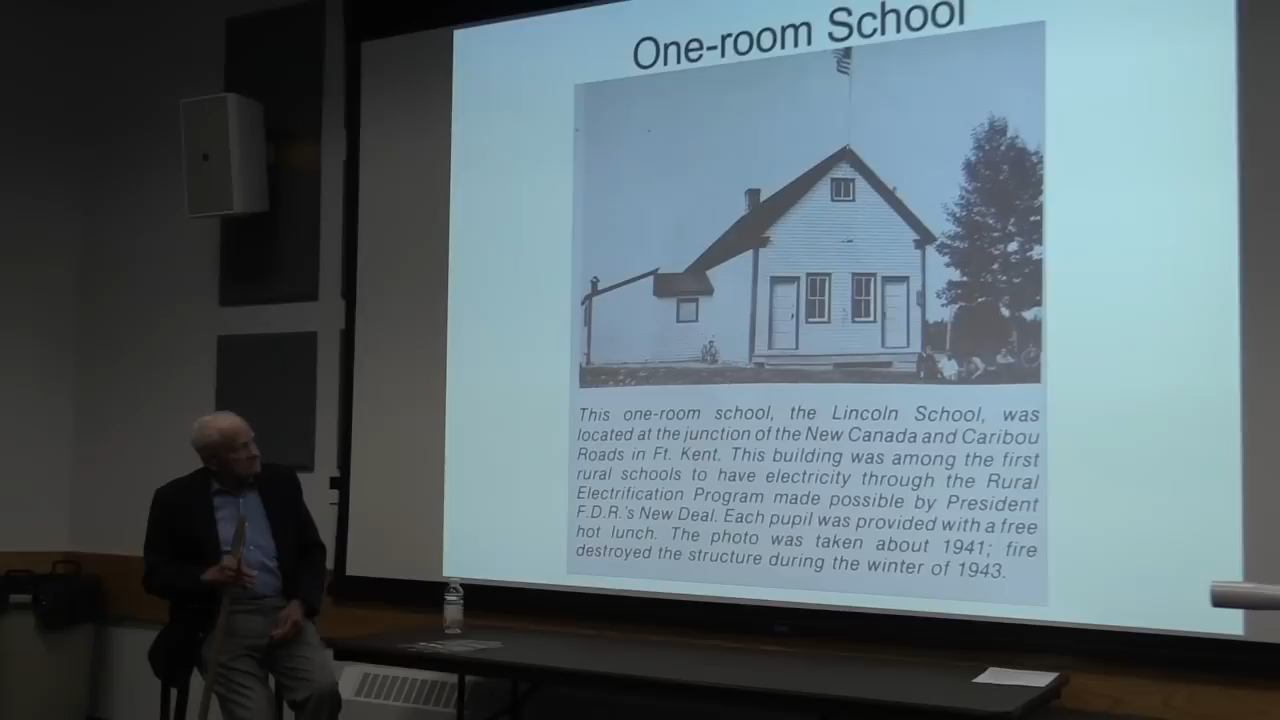 One-room School
This one-room school, the Lincoln School, was
located at the junction of the New Canada and Caribou
Roads in Ft. Kent. This building was among the first
rural schools to have electricity through the Rural
Electrification Program made possible by President
F.D.R.'s New Deal. Each pupil was provided with a free
hot lunch. The photo was taken about 1941; fire
destroyed the structure during the winter of 1943.